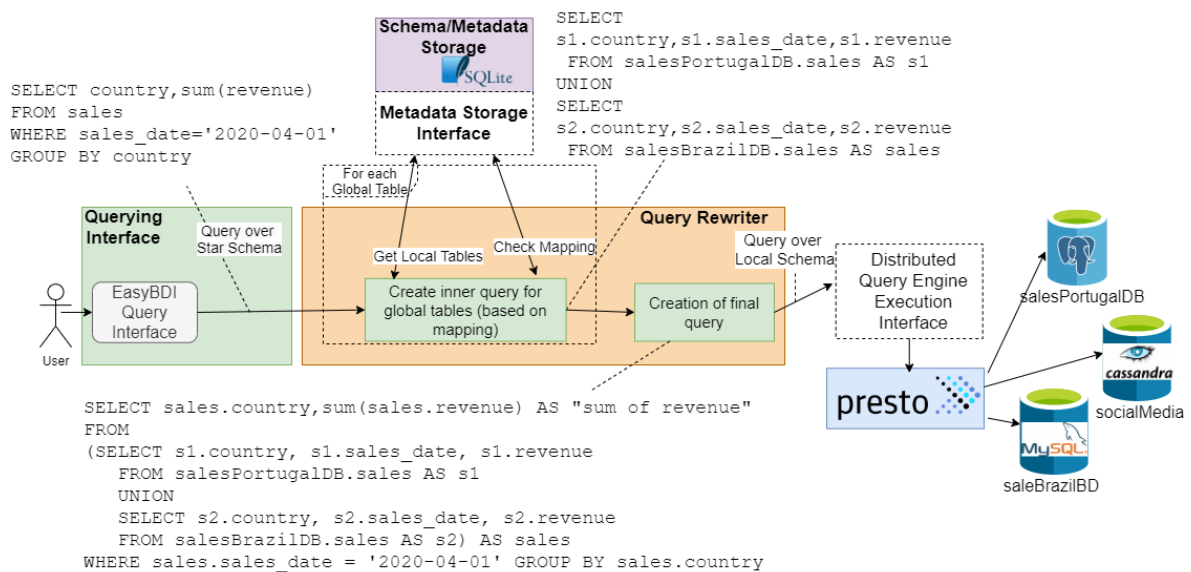 Schema/Metadata
Storage
SQLite
Metadata Storage
Interface
SELECT
s1.country,s1.sales_date,s1.revenue
FROM salesPortugalDB.sales AS s1
UNION
SELECT
s2.country,s2.sales_date,s2.revenue
FROM salesBrazilDB.sales AS sales
SELECT country,sum(revenue)
FROM sales
WHERE sales_date='2020-04-01'
GROUP BY country
For each
Global Table
Querying
Interface
Query over
Star Schema
EasyBDI
Query
Interface
User
Query Rewriter
Get Local Tables
Check Mapping
Create inner query for
global tables (based on
mapping)
Creation of final
query
Query over
Local Schema
Distributed
Query Engine
Execution
Interface
presto
salesPortugalDB
cassandra
socialMedia
MySQL
saleBrazilBD
SELECT sales.country,sum(sales.revenue) AS "sum of revenue"
FROM
(SELECT s1.country, s1.sales_date, s1.revenue
FROM salesPortugalDB.sales AS s1
UNION
SELECT s2.country, s2.sales_date, s2.revenue
FROM salesBrazilDB.sales AS s2) AS sales
WHERE sales.sales_date = '2020-04-01' GROUP BY sales.country